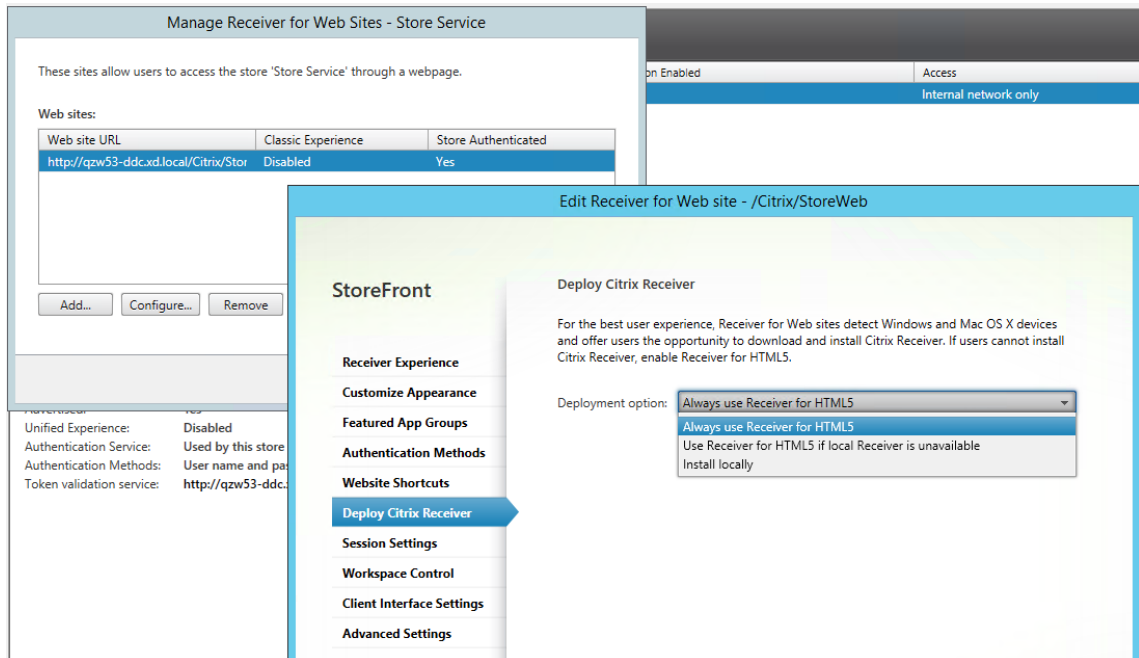 Manage Receiver for Web Sites - Store Service
These sites allow users to access the store 'Store Service' through a webpage.
Web sites:
Web site URL Classic Experience Store Authenticated
http://qzw53-ddc.xd.local/Citrix/Stor Disabled Yes
Add... Configure... Remove
on Enabled Access
Internal network only
Unified Experience: Disabled
Authentication Service: Used by this store
Authentication Methods: User name and pas
Token validation service: http://qzw53-ddc.
Edit Receiver for Web site - /Citrix/StoreWeb
StoreFront
Receiver Experience
Customize Appearance
Featured App Groups
Authentication Methods
Website Shortcuts
Deploy Citrix Receiver
Session Settings
Workspace Control
Client Interface Settings
Advanced Settings
Deploy Citrix Receiver
For the best user experience, Receiver for Web sites detect Windows and Mac OS X devices
and offer users the opportunity to download and install Citrix Receiver. If users cannot install
Citrix Receiver, enable Receiver for HTML5.
Deployment option: Always use Receiver for HTML5
Always use Receiver for HTML5
Use Receiver for HTML5 if local Receiver is unavailable
Install locally